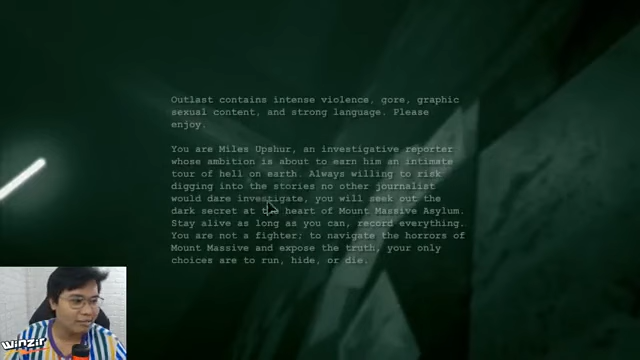 Outlast contains intense violence, gore, graphic
sexual content, and strong language. Please
enjoy.
You are Miles Upshur, an investigative reporter
whose ambition is about to earn him an intimate
tour of hell on earth. Always willing to risk
digging into the stories no other journalist
would dare investigate, you will seek out the
dark secret at the heart of Mount Massive Asylum.
Stay alive as long as you can, record everything.
You are not a fighter; to navigate the horrors of
Mount Massive and expose the truth, your only
choices are to run, hide, or die.
winzir